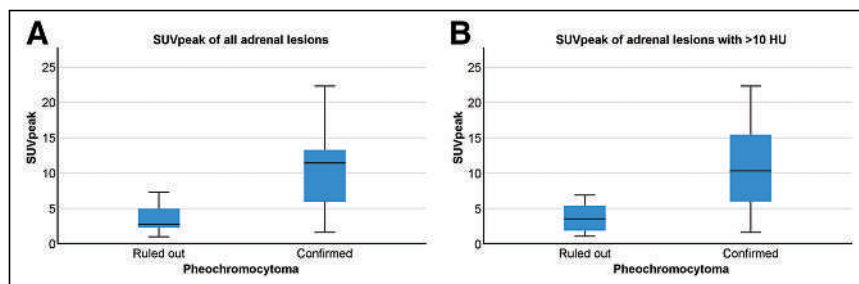 A
SUVpeak of all adrenal lesions
25
20
15
10
5
0
SUVpeak
Ruled out Confirmed
Pheochromocytoma
B
SUVpeak of adrenal lesions with >10 HU
25
20
15
10
5
0
SUVpeak
Ruled out Confirmed
Pheochromocytoma